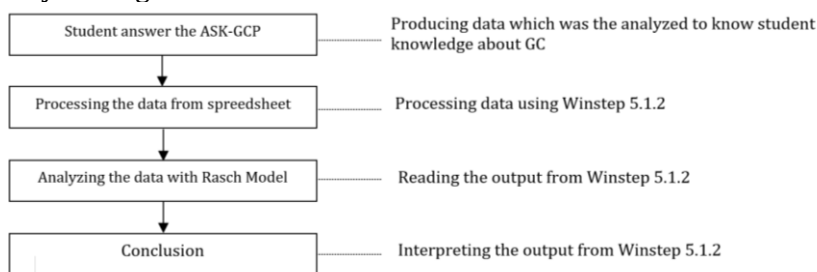 Student answer the ASK-GCP
Producing data which was the analyzed to know student
knowledge about GC
Processing the data from spreedsheet
Processing data using Winstep 5.1.2
Analyzing the data with Rasch Model
Reading the output from Winstep 5.1.2
Conclusion
Interpreting the output from Winstep 5.1.2